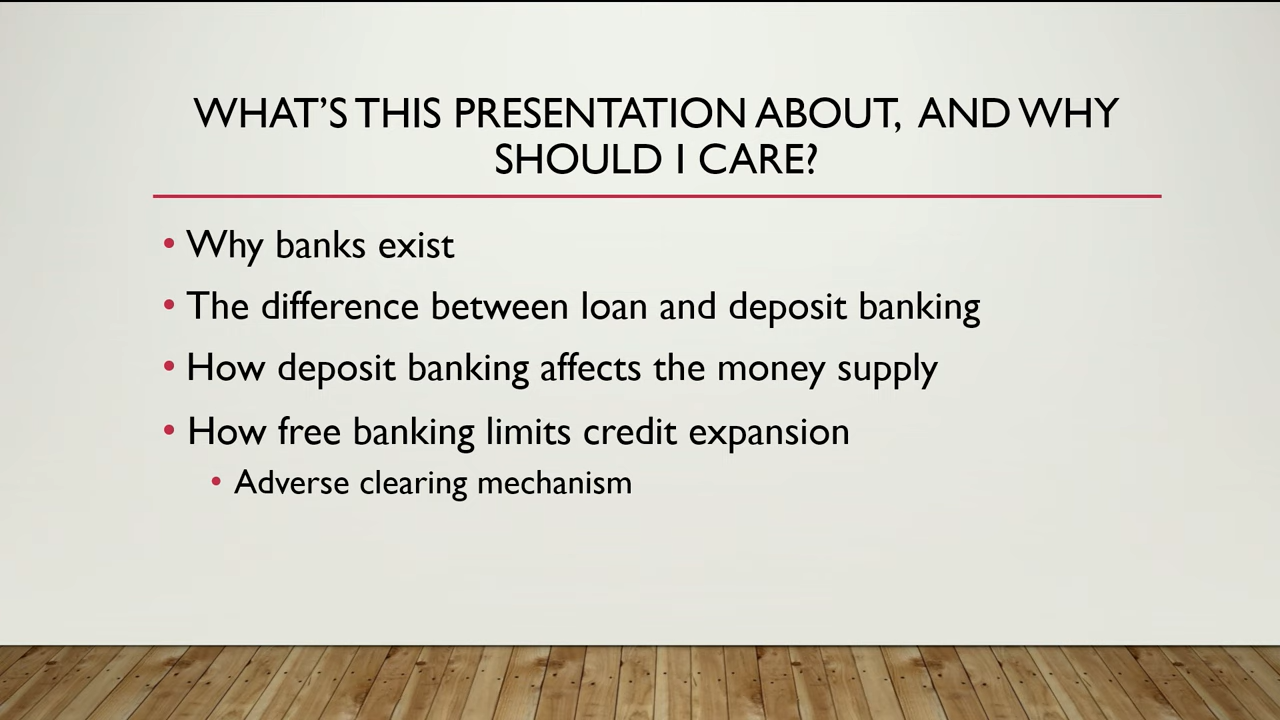 WHAT’S THIS PRESENTATION ABOUT, AND WHY
SHOULD I CARE?
• Why banks exist
• The difference between loan and deposit banking
• How deposit banking affects the money supply
• How free banking limits credit expansion
• Adverse clearing mechanism